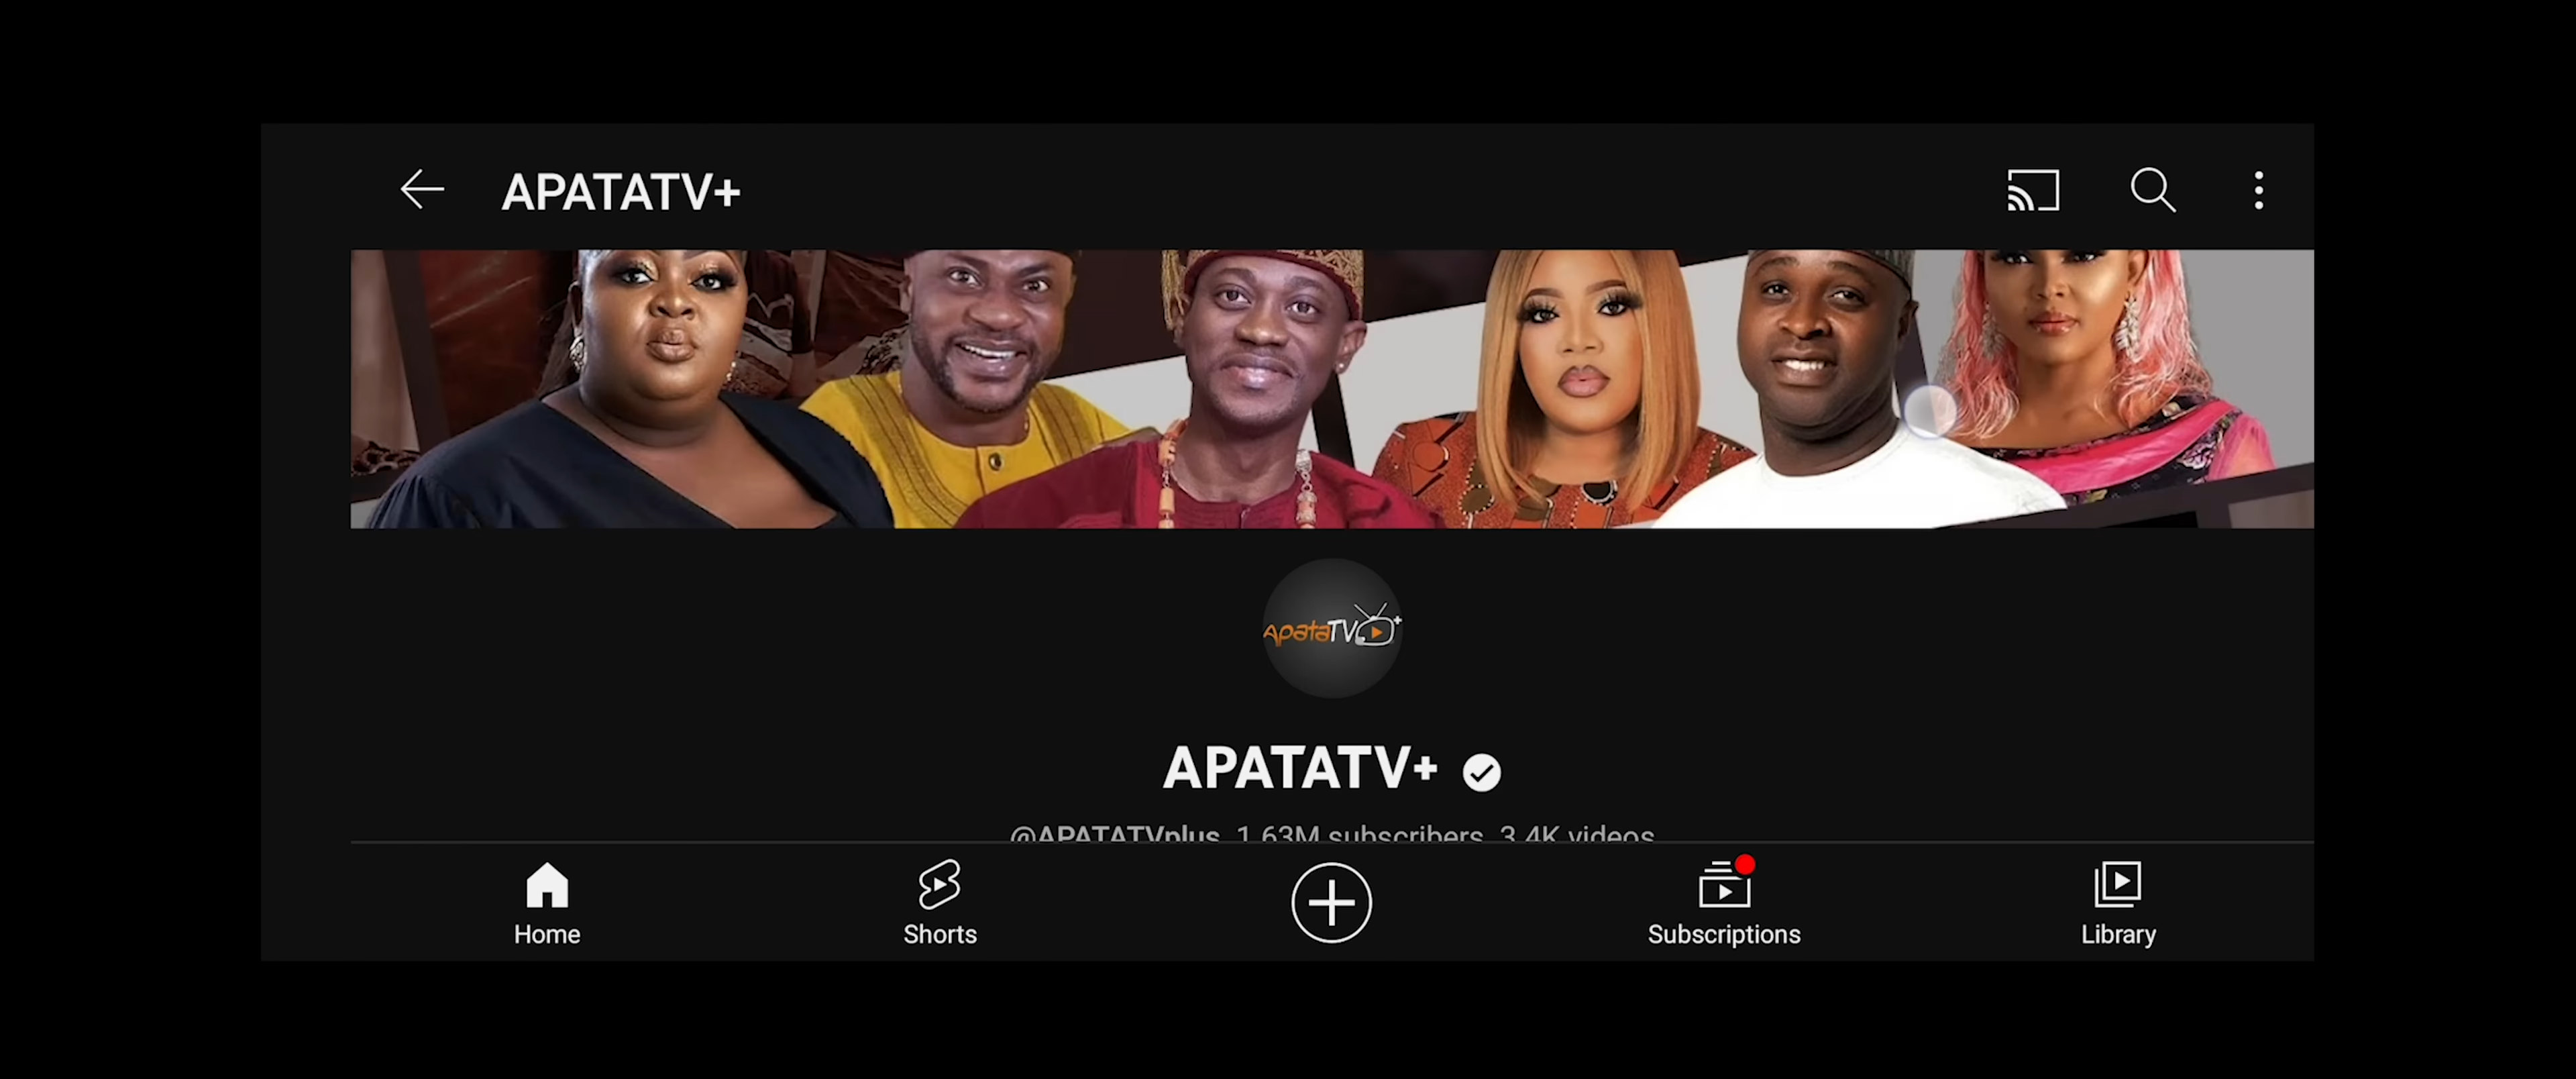 APATATV+
ApataTV+
APATATV+
@APATATVplus 1.63M subscribers 3.4K videos
Home
Shorts
Subscriptions
Library